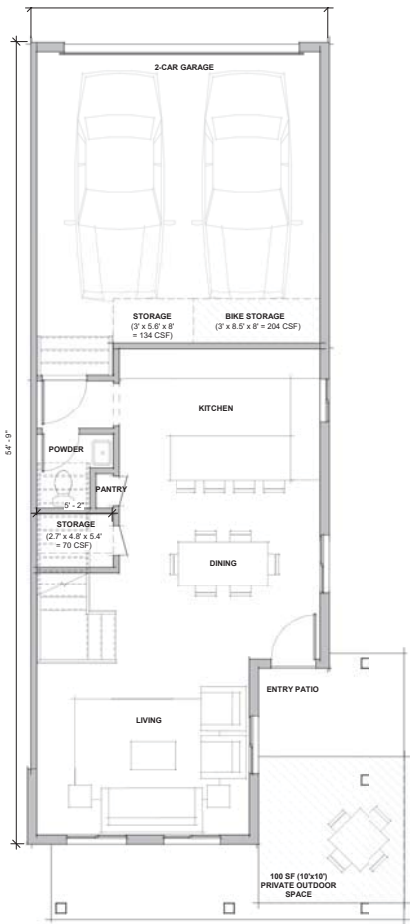 2-CAR GARAGE
STORAGE
(3' x 5.6' x 8'
= 134 CSF)
BIKE STORAGE
(3' x 8.5' x 8' = 204 CSF)
KITCHEN
54' - 9"
POWDER
PANTRY
5' - 2"
STORAGE
(2.7' x 4.8' x 5.4'
= 70 CSF)
DINING
ENTRY PATIO
LIVING
100 SF (10'x10')
PRIVATE OUTDOOR
SPACE